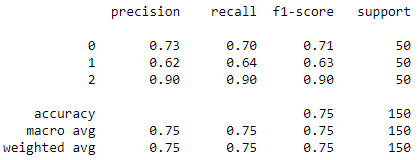 precision recall f1-score support
0 0.73 0.70 0.71 50
1 0.62 0.64 0.63 50
2 0.90 0.90 0.90 50
accuracy 0.75 150
macro avg 0.75 0.75 0.75 150
weighted avg 0.75 0.75 0.75 150